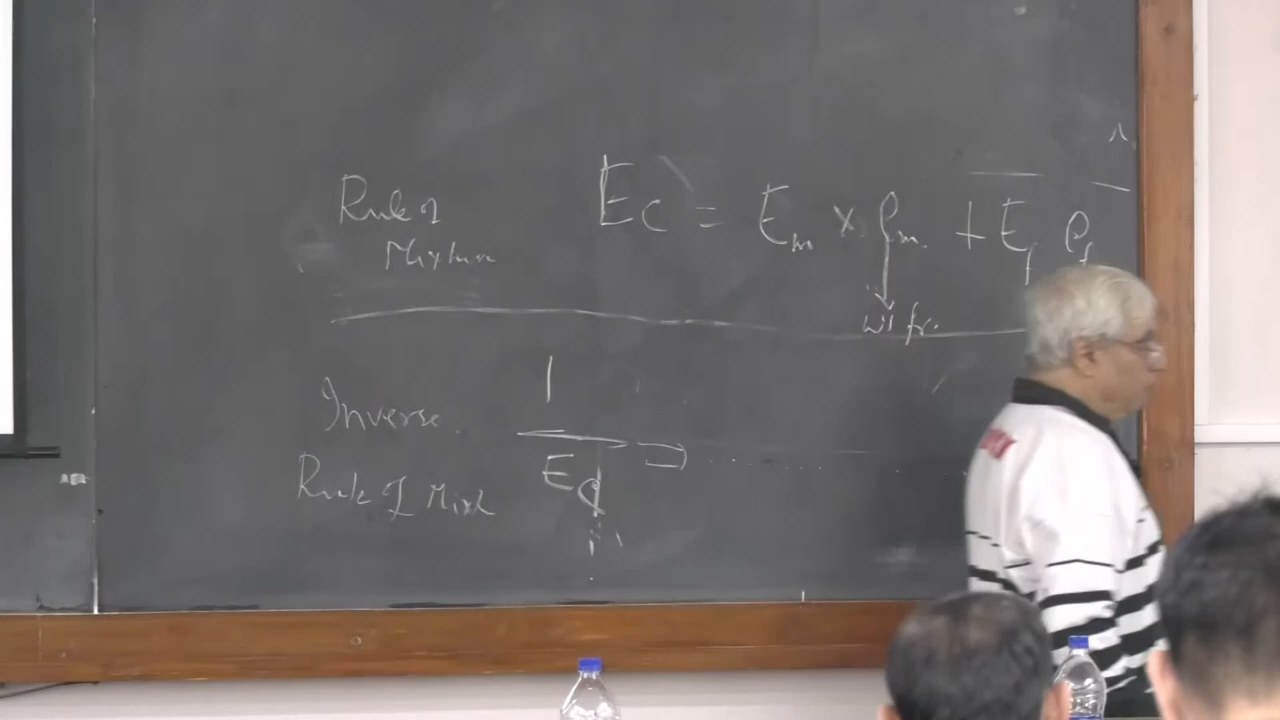 Rule of
Mixture
Ec = Em × ρm + Ef ρf
wt fr.
Inverse
Rule of Mixt
1
Ec